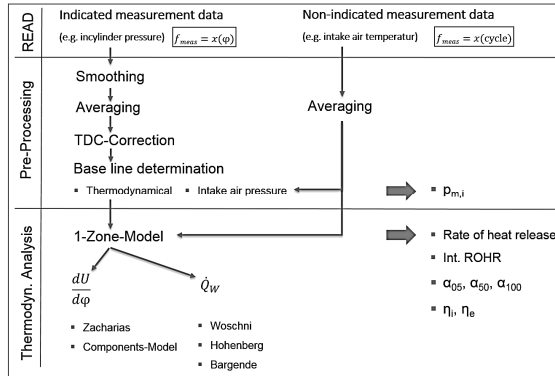 READ
Indicated measurement data
(e.g. incylinder pressure) f_meas = x(φ)
Non-indicated measurement data
(e.g. intake air temperatur) f_meas = x(cycle)
Pre-Processing
Smoothing
Averaging
TDC-Correction
Base line determination
▪ Thermodynamical ▪ Intake air pressure
Averaging
▪ p_m,i
Thermodyn. Analysis
1-Zone-Model
dU
dφ
Q̇_W
▪ Zacharias
▪ Components-Model
▪ Woschni
▪ Hohenberg
▪ Bargende
▪ Rate of heat release
▪ Int. ROHR
▪ α₀₅, α₅₀, α₁₀₀
▪ η_i, η_e